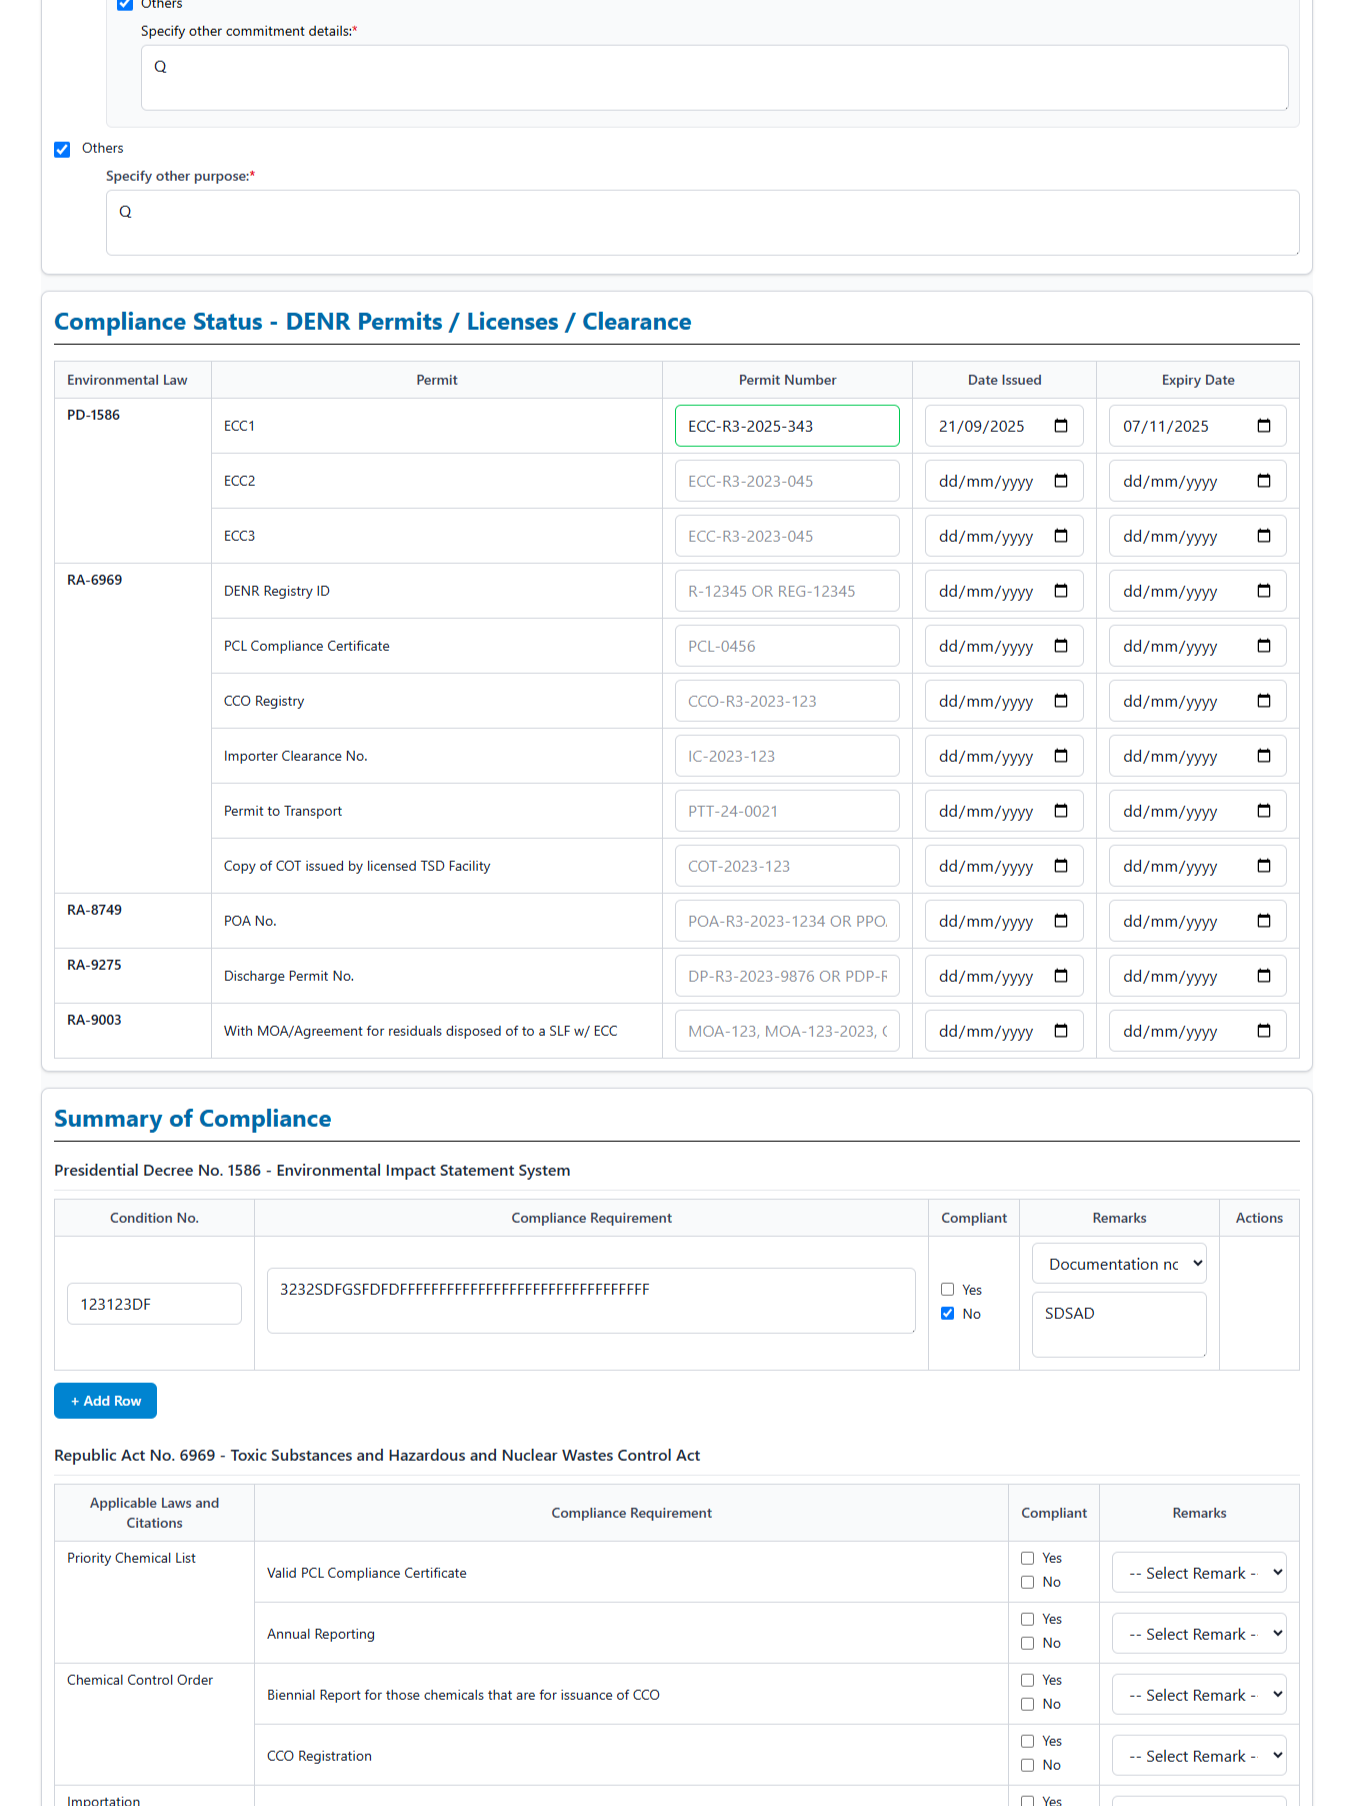 Others
Specify other commitment details:*
Q
Others
Specify other purpose:*
Q
Compliance Status - DENR Permits / Licenses / Clearance
Environmental Law Permit Permit Number Date Issued Expiry Date
PD-1586 ECC1 ECC-R3-2025-343 21/09/2025 07/11/2025
ECC2 ECC-R3-2023-045 dd/mm/yyyy dd/mm/yyyy
ECC3 ECC-R3-2023-045 dd/mm/yyyy dd/mm/yyyy
RA-6969 DENR Registry ID R-12345 OR REG-12345 dd/mm/yyyy dd/mm/yyyy
PCL Compliance Certificate PCL-0456 dd/mm/yyyy dd/mm/yyyy
CCO Registry CCO-R3-2023-123 dd/mm/yyyy dd/mm/yyyy
Importer Clearance No. IC-2023-123 dd/mm/yyyy dd/mm/yyyy
Permit to Transport PTT-24-0021 dd/mm/yyyy dd/mm/yyyy
Copy of COT issued by licensed TSD Facility COT-2023-123 dd/mm/yyyy dd/mm/yyyy
RA-8749 POA No. POA-R3-2023-1234 OR PPO dd/mm/yyyy dd/mm/yyyy
RA-9275 Discharge Permit No. DP-R3-2023-9876 OR PDP- dd/mm/yyyy dd/mm/yyyy
RA-9003 With MOA/Agreement for residuals disposed of to a SLF w/ ECC MOA-123, MOA-123-2023, dd/mm/yyyy dd/mm/yyyy
Summary of Compliance
Presidential Decree No. 1586 - Environmental Impact Statement System
Condition No. Compliance Requirement Compliant Remarks Actions
123123DF 3232SDFGSFDFDFFFFFFFFFFFFFFFFFFFFFFFFFFFFFFFF Yes No Documentation nc SDSAD
+ Add Row
Republic Act No. 6969 - Toxic Substances and Hazardous and Nuclear Wastes Control Act
Applicable Laws and Citations Compliance Requirement Compliant Remarks
Priority Chemical List Valid PCL Compliance Certificate Yes No -- Select Remark -
Annual Reporting Yes No -- Select Remark -
Chemical Control Order Biennial Report for those chemicals that are for issuance of CCO Yes No -- Select Remark -
CCO Registration Yes No -- Select Remark -
Importation Yes